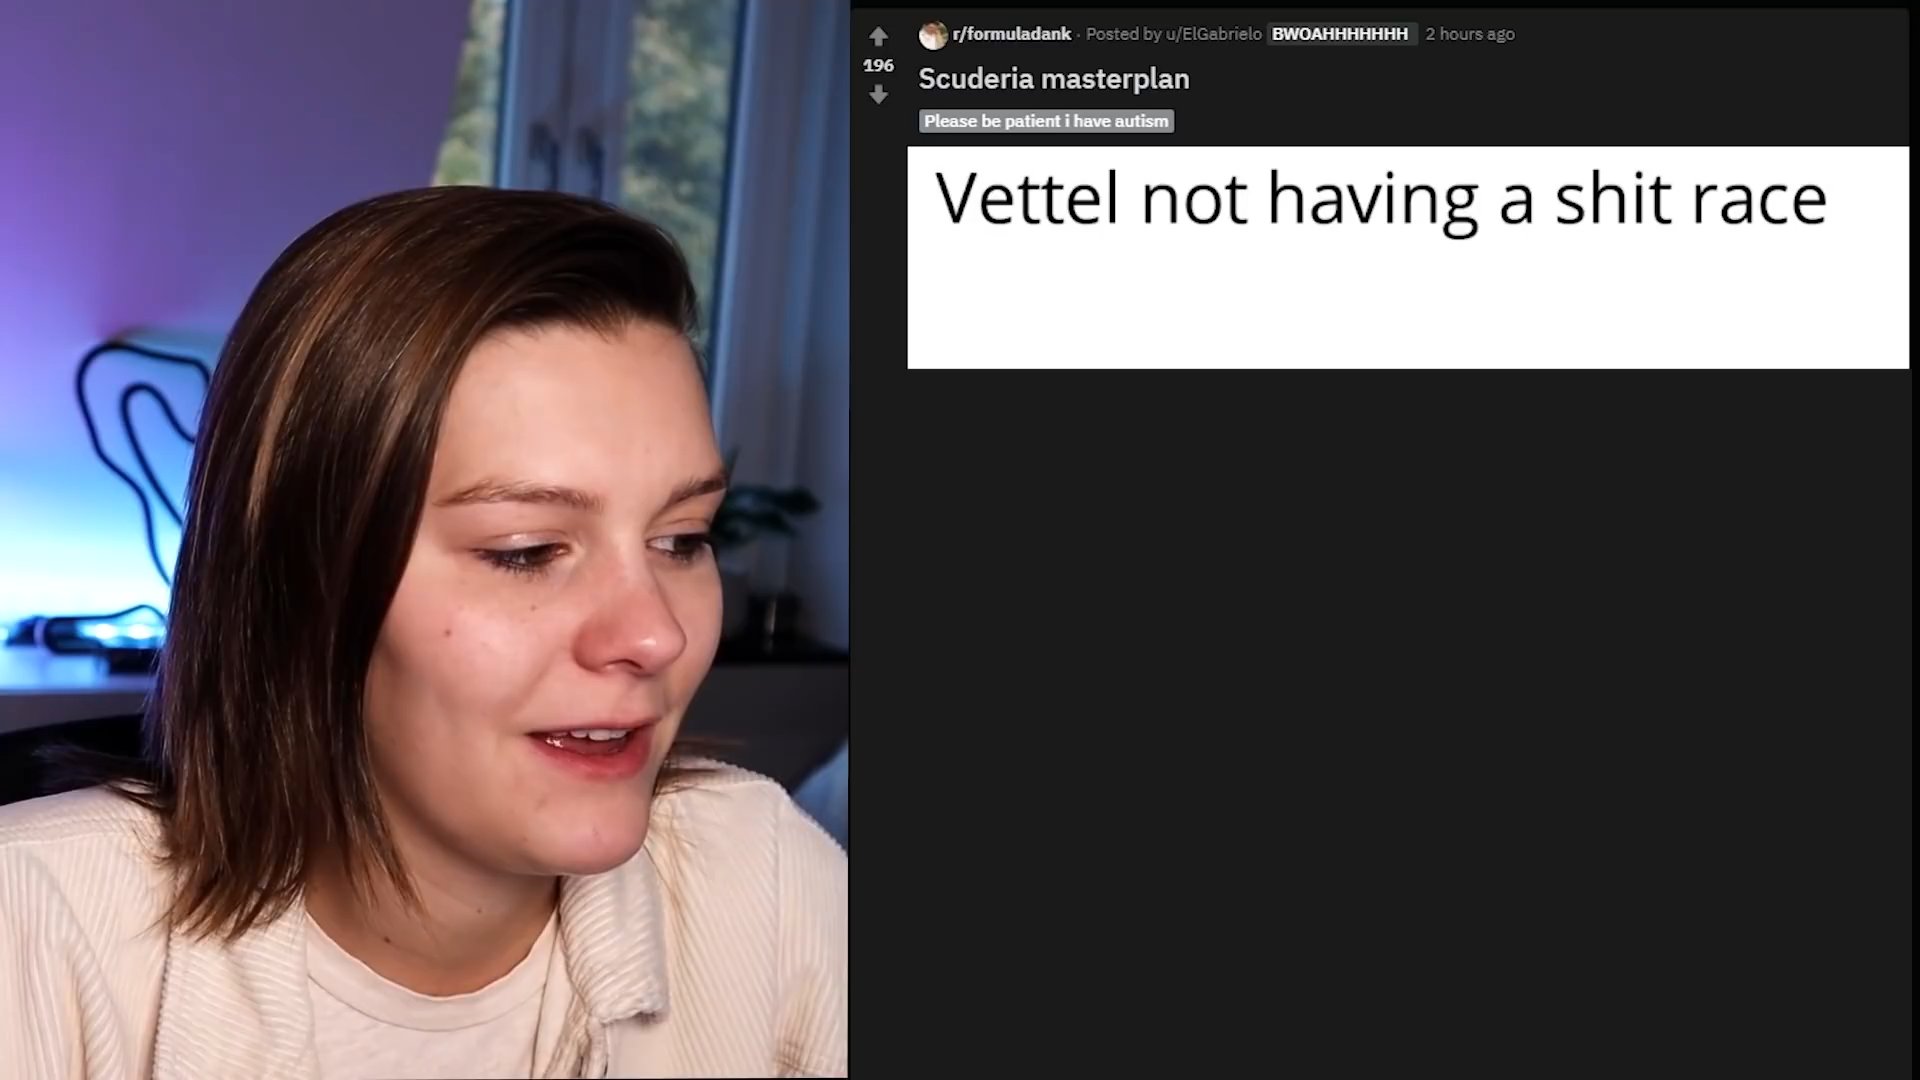 r/formuladank · Posted by u/ElGabrielo BWOAHHHHHHH 2 hours ago
196
Scuderia masterplan
Please be patient i have autism
Vettel not having a shit race